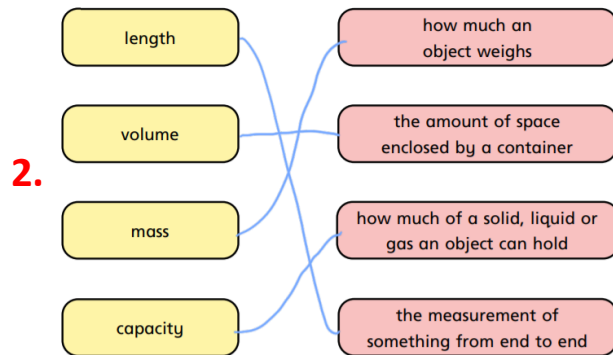 2.
length
volume
mass
capacity
how much an
object weighs
the amount of space
enclosed by a container
how much of a solid, liquid or
gas an object can hold
the measurement of
something from end to end